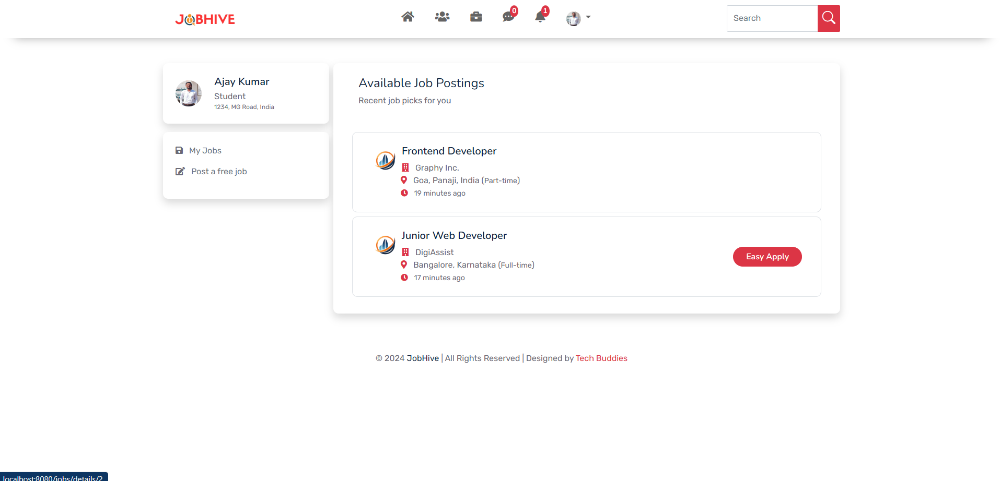 JOBHIVE
0
1
Search
Ajay Kumar
Student
1234, MG Road, India
My Jobs
Post a free job
Available Job Postings
Recent job picks for you
Frontend Developer
Graphy Inc.
Goa, Panaji, India (Part-time)
19 minutes ago
Junior Web Developer
DigiAssist
Bangalore, Karnataka (Full-time)
17 minutes ago
Easy Apply
© 2024 JobHive | All Rights Reserved | Designed by Tech Buddies
localhost:8080/jobs/details/2